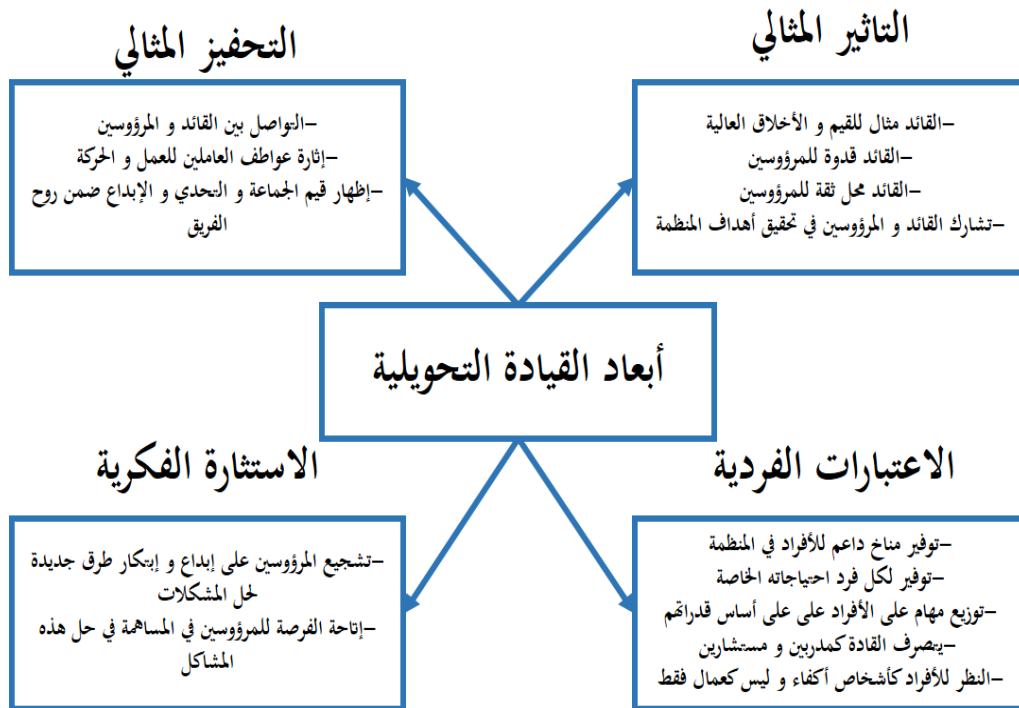 التاثير المثالي
–القائد مثال للقيم و الأخلاق العالية
–القائد قدوة للمرؤوسين
–القائد محل ثقة للمرؤوسين
–تشارك القائد و المرؤوسين في تحقيق أهداف المنظمة
التحفيز المثالي
–التواصل بين القائد و المرؤوسين
–إثارة عواطف العاملين للعمل و الحركة
–إظهار قيم الجماعة و التحدي و الإبداع ضمن روح
الفريق
أبعاد القيادة التحويلية
الاعتبارات الفردية
–توفير مناخ داعم للأفراد في المنظمة
–توفير لكل فرد احتياجاته الخاصة
–توزيع مهام على الأفراد على على أساس قدراتهم
–يتصرف القادة كمدربين و مستشارين
–النظر للأفراد كأشخاص أكفاء و ليس كعمال فقط
الاستثارة الفكرية
–تشجيع المرؤوسين على إبداع و إبتكار طرق جديدة
لحل المشكلات
–إتاحة الفرصة للمرؤوسين في المساهمة في حل هذه
المشاكل